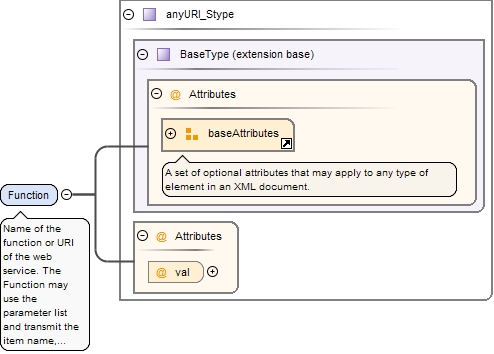 anyURI_Stype
BaseType (extension base)
@ Attributes
baseAttributes
A set of optional attributes that may apply to any type of
element in an XML document.
Function
Name of the
function or URI
of the web
service. The
Function may
use the
parameter list
and transmit the
item name,...
@ Attributes
@ val